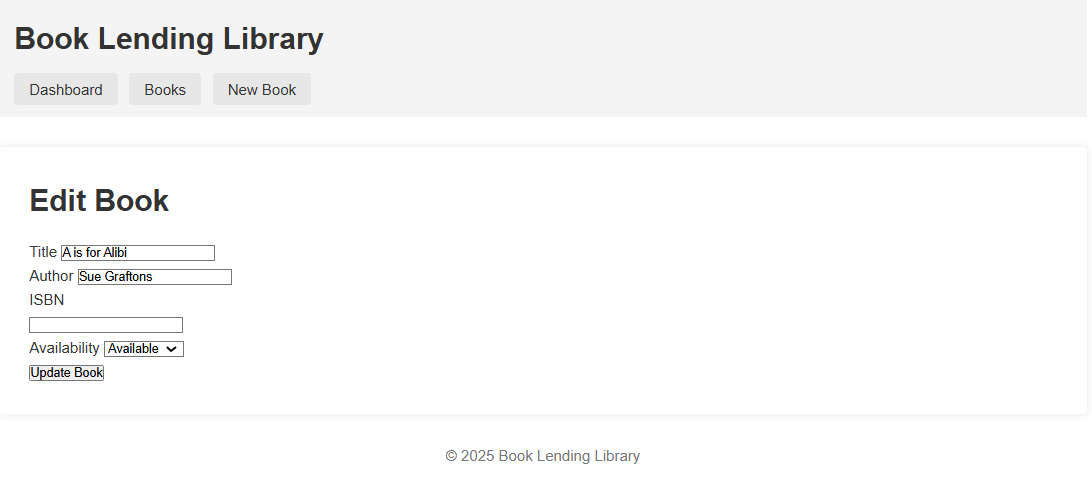 Book Lending Library
Dashboard Books New Book
Edit Book
Title A is for Alibi
Author Sue Graftons
ISBN
Availability Available
Update Book
© 2025 Book Lending Library